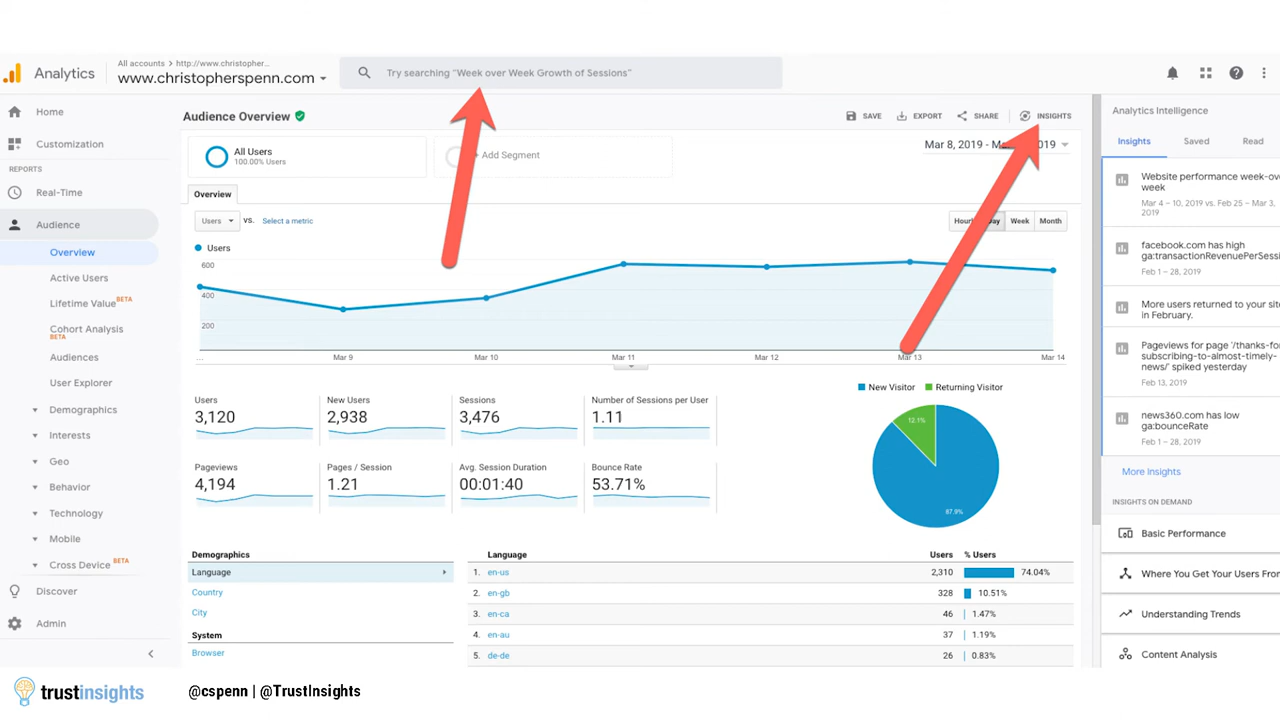 Analytics
All accounts > http://www.christopher...
www.christopherspenn.com
Try searching "Week over Week Growth of Sessions"
Home
Customization
REPORTS
Real-Time
Audience
Overview
Active Users
Lifetime Value BETA
Cohort Analysis
BETA
Audiences
User Explorer
Demographics
Interests
Geo
Behavior
Technology
Mobile
Cross Device BETA
Discover
Admin
Audience Overview
SAVE
EXPORT
SHARE
INSIGHTS
All Users
100.00% Users
+ Add Segment
Mar 8, 2019 - 2019
Overview
Users
vs.
Select a metric
Day
Week
Month
Users
600
400
200
...
Mar 9
Mar 10
Mar 11
Mar 12
Mar 13
Mar 14
Users
3,120
New Users
2,938
Sessions
3,476
Number of Sessions per User
1.11
Pageviews
4,194
Pages / Session
1.21
Avg. Session Duration
00:01:40
Bounce Rate
53.71%
New Visitor
Returning Visitor
12.1%
87.9%
Demographics
Language
Country
City
System
Browser
Language Users % Users
1. en-us 2,310 74.04%
2. en-gb 328 10.51%
3. en-ca 46 1.47%
4. en-au 37 1.19%
5. de-de 26 0.83%
Analytics Intelligence
Insights
Saved
Read
Website performance week-ov
week
Mar 4 – 10, 2019 vs. Feb 25 – Mar 3,
2019
facebook.com has high
ga:transactionRevenuePerSessi
Feb 1 – 28, 2019
More users returned to your site
in February.
Pageviews for page '/thanks-for-
subscribing-to-almost-timely-
news/' spiked yesterday
Feb 13, 2019
news360.com has low
ga:bounceRate
Feb 1 – 28, 2019
More Insights
INSIGHTS ON DEMAND
Basic Performance
Where You Get Your Users From
Understanding Trends
Content Analysis
trustinsights
@cspenn | @TrustInsights